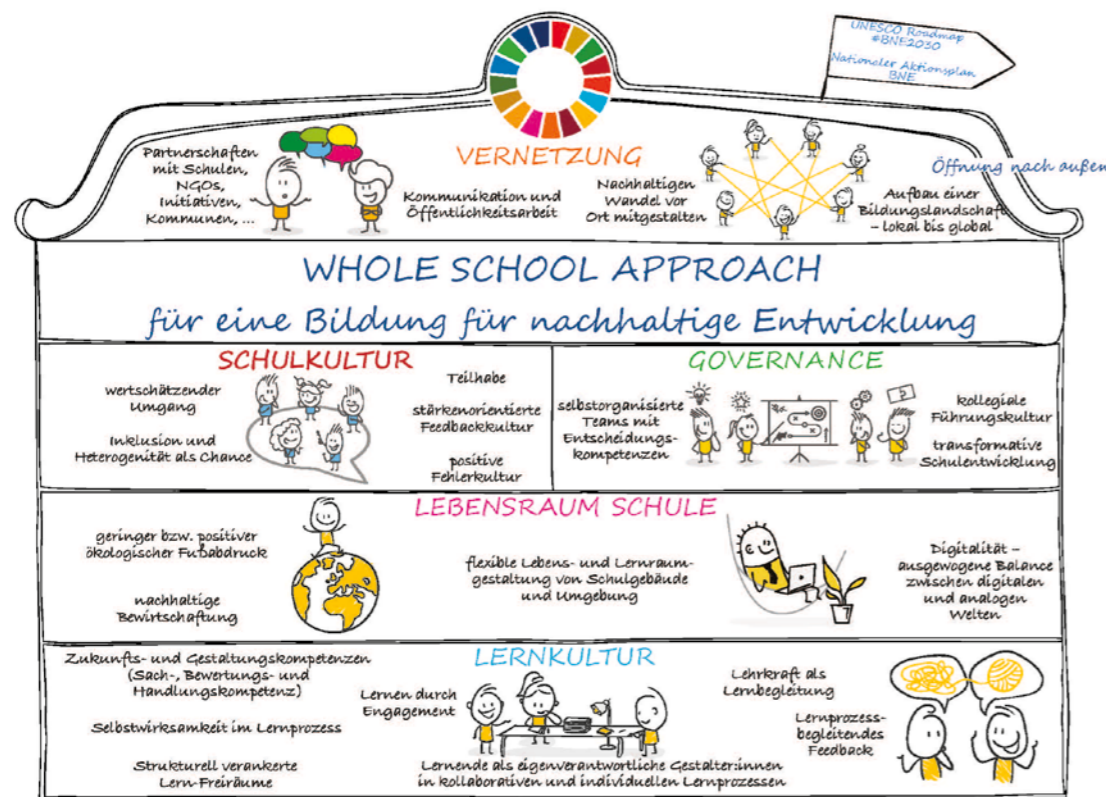 UNESCO Roadmap
#BNE2030
Nationaler Aktionsplan
BNE
VERNETZUNG
Partnerschaften
mit Schulen,
NGOs,
Initiativen,
Kommunen, ...
Kommunikation und
Öffentlichkeitsarbeit
Nachhaltigen
Wandel vor
Ort mitgestalten
Öffnung nach außen
Aufbau einer
Bildungslandschaft
– lokal bis global
WHOLE SCHOOL APPROACH
für eine Bildung für nachhaltige Entwicklung
SCHULKULTUR
wertschätzender
Umgang
Inklusion und
Heterogenität als Chance
Teilhabe
stärkenorientierte
Feedbackkultur
positive
Fehlerkultur
GOVERNANCE
selbstorganisierte
Teams mit
Entscheidungs-
kompetenzen
kollegiale
Führungskultur
transformative
Schulentwicklung
LEBENSRAUM SCHULE
geringer bzw. positiver
ökologischer Fußabdruck
nachhaltige
Bewirtschaftung
flexible Lebens- und Lernraum-
gestaltung von Schulgebäude
und Umgebung
Digitalität –
ausgewogene Balance
zwischen digitalen
und analogen
Welten
LERNKULTUR
Zukunfts- und Gestaltungskompetenzen
(Sach-, Bewertungs- und
Handlungskompetenz)
Selbstwirksamkeit im Lernprozess
Strukturell verankerte
Lern-Freiräume
Lernen durch
Engagement
Lernende als eigenverantwortliche Gestalter:innen
in kollaborativen und individuellen Lernprozessen
Lehrkraft als
Lernbegleitung
Lernprozess-
begleitendes
Feedback